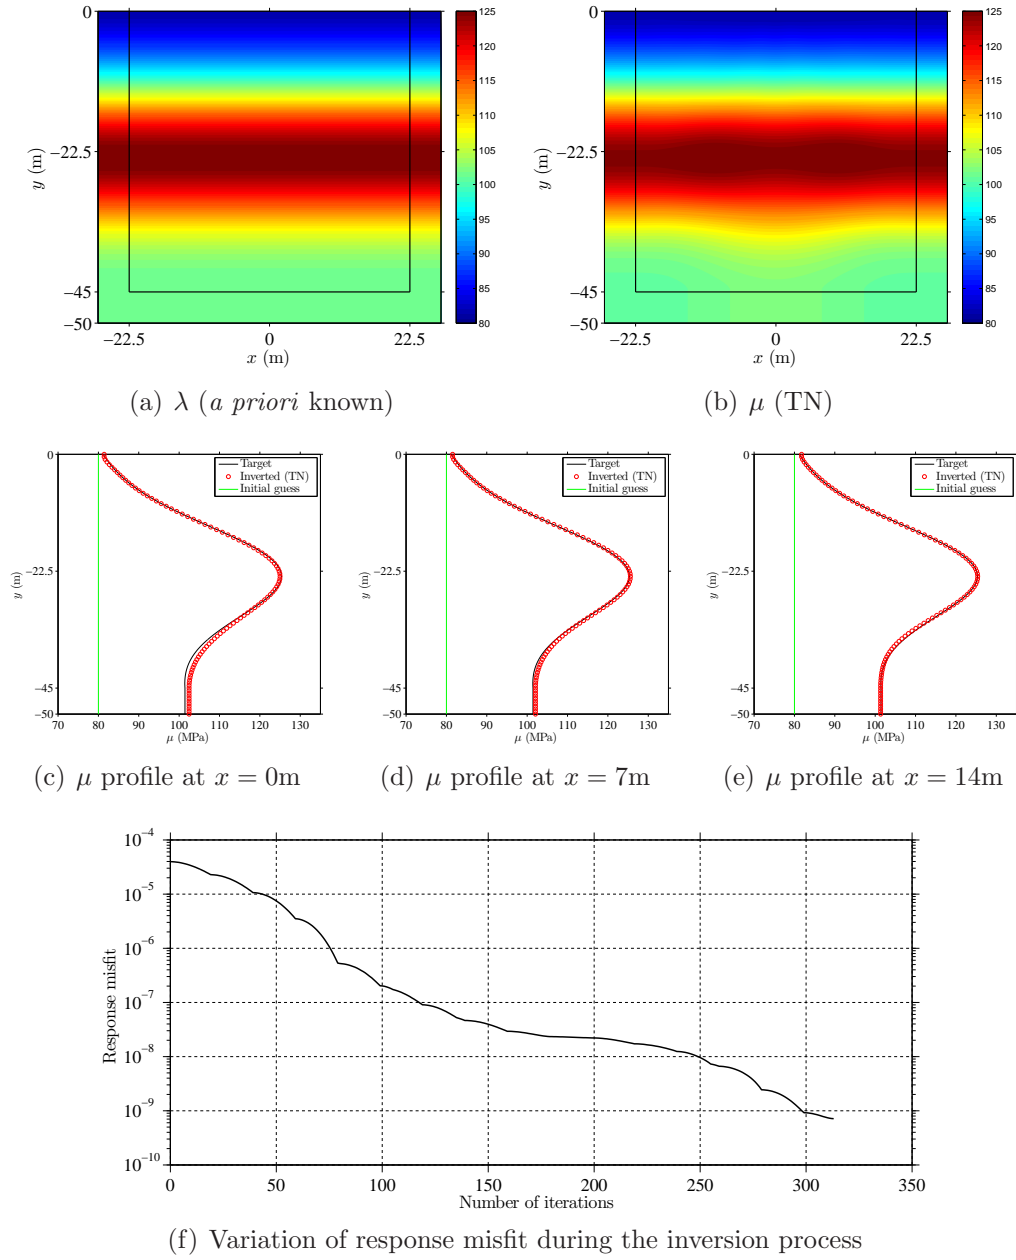 0
−22.5
−45
−50
y (m)
−22.5 0 22.5
x (m)
125
120
115
110
105
100
95
90
85
80
0
−22.5
−45
−50
y (m)
−22.5 0 22.5
x (m)
125
120
115
110
105
100
95
90
85
80
(a) λ (a priori known)
(b) μ (TN)
0
−22.5
−45
−50
y (m)
70 80 90 100 110 120 130
μ (MPa)
Target
Inverted (TN)
Initial guess
0
−22.5
−45
−50
y (m)
70 80 90 100 110 120 130
μ (MPa)
Target
Inverted (TN)
Initial guess
0
−22.5
−45
−50
y (m)
70 80 90 100 110 120 130
μ (MPa)
Target
Inverted (TN)
Initial guess
(c) μ profile at x = 0m
(d) μ profile at x = 7m
(e) μ profile at x = 14m
10⁻⁴
10⁻⁵
10⁻⁶
10⁻⁷
10⁻⁸
10⁻⁹
10⁻¹⁰
Response misfit
0 50 100 150 200 250 300 350
Number of iterations
(f) Variation of response misfit during the inversion process